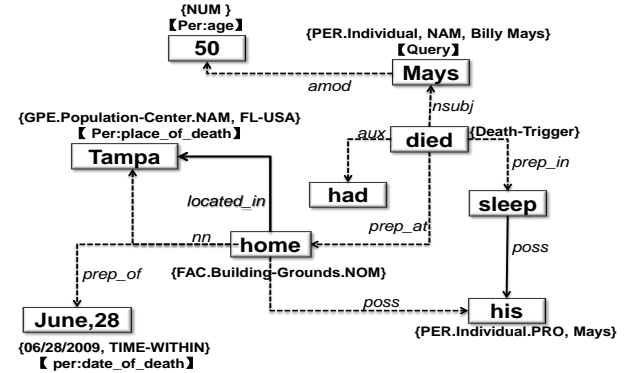 {NUM }
【Per:age】
50
{PER.Individual, NAM, Billy Mays}
【Query】
Mays
amod
nsubj
{GPE.Population-Center.NAM, FL-USA}
【 Per:place_of_death】
Tampa
aux
died
{Death-Trigger}
prep_in
had
sleep
located_in
prep_at
nn
home
poss
{FAC.Building-Grounds.NOM}
prep_of
poss
June,28
his
{PER.Individual.PRO, Mays}
{06/28/2009, TIME-WITHIN}
【 per:date_of_death】